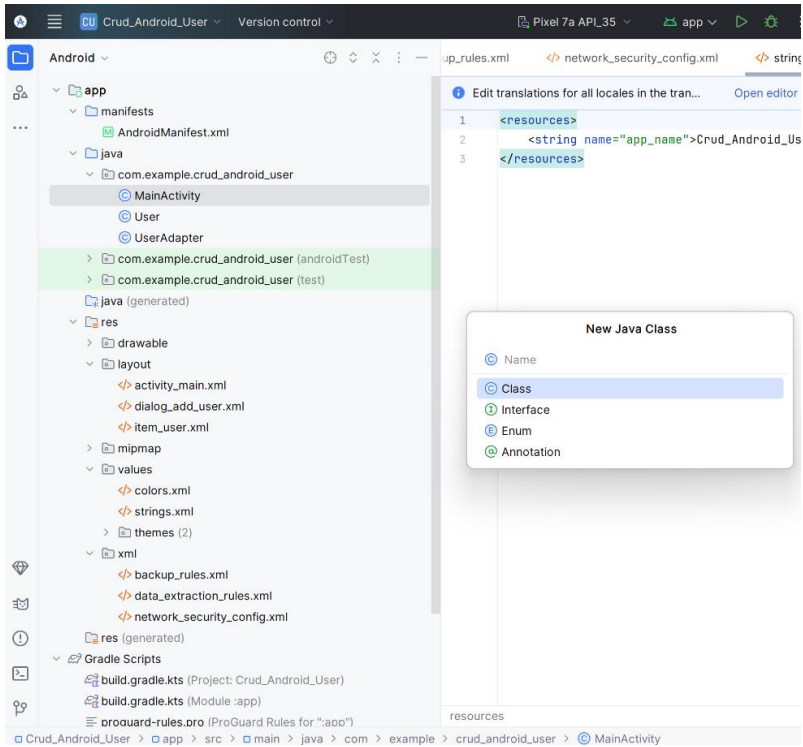 CU Crud_Android_User Version control Pixel 7a API_35 app
Android
app
manifests
AndroidManifest.xml
java
com.example.crud_android_user
MainActivity
User
UserAdapter
com.example.crud_android_user (androidTest)
com.example.crud_android_user (test)
java (generated)
res
drawable
layout
activity_main.xml
dialog_add_user.xml
item_user.xml
mipmap
values
colors.xml
strings.xml
themes (2)
xml
backup_rules.xml
data_extraction_rules.xml
network_security_config.xml
res (generated)
Gradle Scripts
build.gradle.kts (Project: Crud_Android_User)
build.gradle.kts (Module :app)
proguard-rules.pro (ProGuard Rules for ":app")
up_rules.xml </> network_security_config.xml </> string
Edit translations for all locales in the tran... Open editor
1 <resources>
2 <string name="app_name">Crud_Android_Us
3 </resources>
New Java Class
Name
Class
Interface
Enum
Annotation
resources
Crud_Android_User > app > src > main > java > com > example > crud_android_user > MainActivity